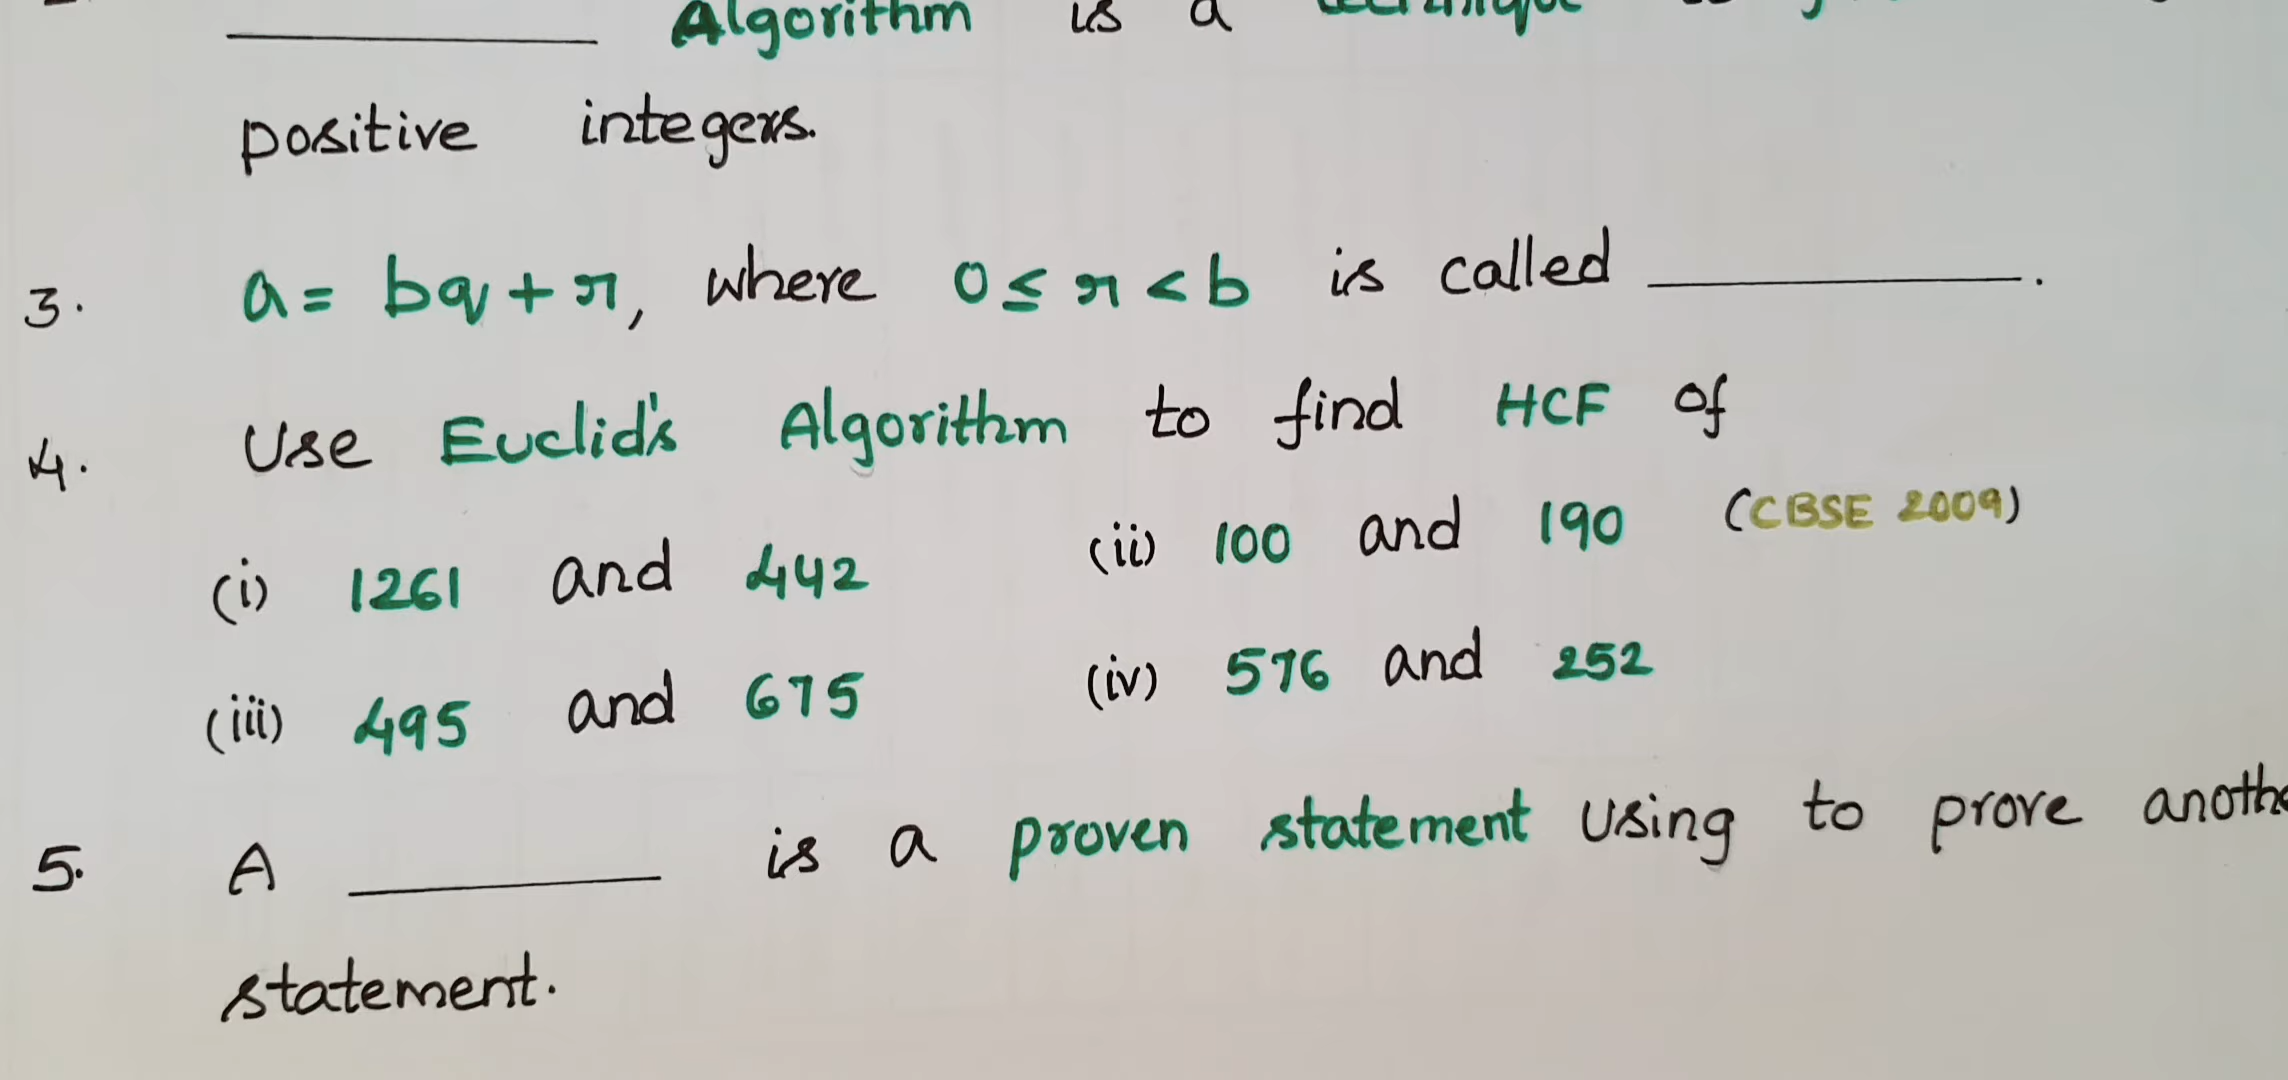 Algorithm is a
positive integers.
3. a = bq + r, where 0 ≤ r < b is called ________.
4. Use Euclid's Algorithm to find HCF of
(i) 1261 and 442 (ii) 100 and 190 (CBSE 2009)
(iii) 495 and 675 (iv) 576 and 252
5. A ________ is a proven statement using to prove
statement.